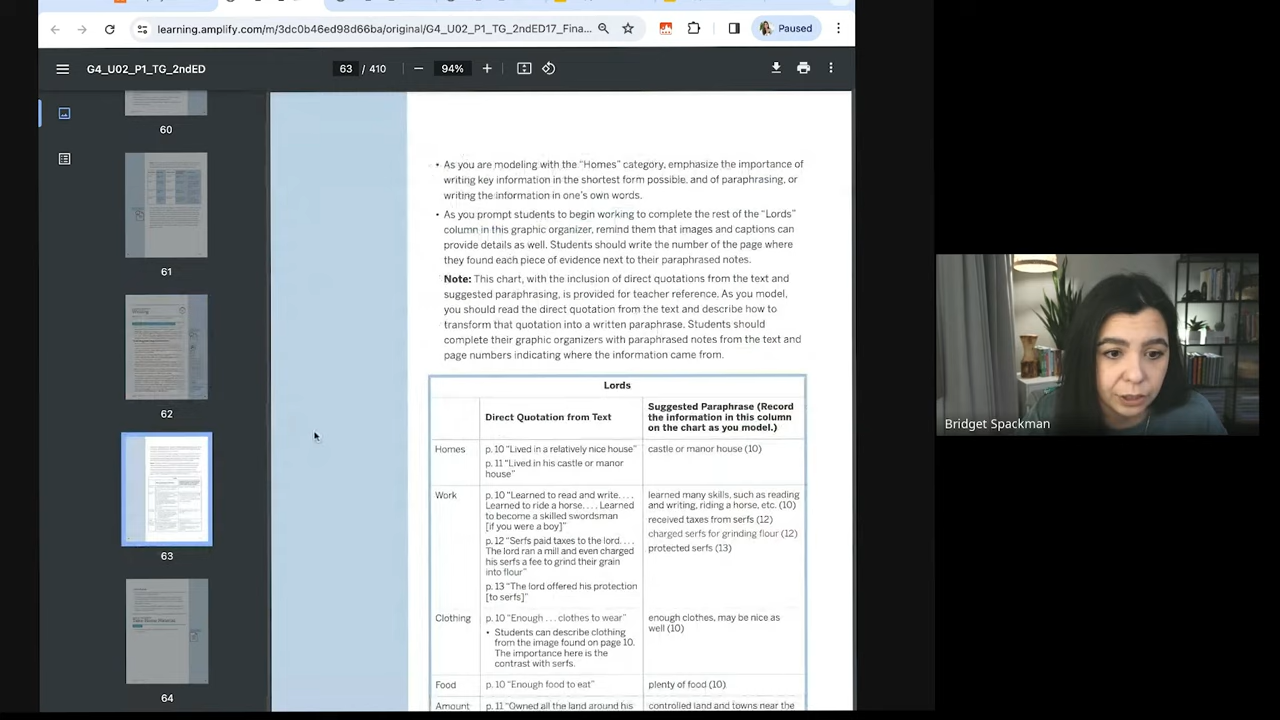 learning.amplify.com/m/3dc0b46ed98d66ba/original/G4_U02_P1_TG_2ndED17_Fina...
Paused
G4_U02_P1_TG_2ndED
63 / 410
94%
60
61
62
63
64
• As you are modeling with the “Homes” category, emphasize the importance of
writing key information in the shortest form possible, and of paraphrasing, or
writing the information in one’s own words.
• As you prompt students to begin working to complete the rest of the “Lords”
column in this graphic organizer, remind them that images and captions can
provide details as well. Students should write the number of the page where
they found each piece of evidence next to their paraphrased notes.
Note: This chart, with the inclusion of direct quotations from the text and
suggested paraphrasing, is provided for teacher reference. As you model,
you should read the direct quotation from the text and describe how to
transform that quotation into a written paraphrase. Students should
complete their graphic organizers with paraphrased notes from the text and
page numbers indicating where the information came from.
Lords
Direct Quotation from Text
Suggested Paraphrase (Record
the information in this column
on the chart as you model.)
Homes
p. 10 “Lived in a relatively nice house”
p. 11 “Lived in his castle or manor
house”
castle or manor house (10)
Work
p. 10 “Learned to read and write. . . .
Learned to ride a horse. . . . Learned
to become a skilled swordsman
[if you were a boy]”
p. 12 “Serfs paid taxes to the lord. . . .
The lord ran a mill and even charged
his serfs a fee to grind their grain
into flour”
p. 13 “The lord offered his protection
[to serfs]”
learned many skills, such as reading
and writing, riding a horse, etc. (10)
received taxes from serfs (12)
charged serfs for grinding flour (12)
protected serfs (13)
Clothing
p. 10 “Enough . . . clothes to wear”
• Students can describe clothing
from the image found on page 10.
The importance here is the
contrast with serfs.
enough clothes, may be nice as
well (10)
Food
p. 10 “Enough food to eat”
plenty of food (10)
Amount
p. 11 “Owned all the land around his
controlled land and towns near the
Bridget Spackman